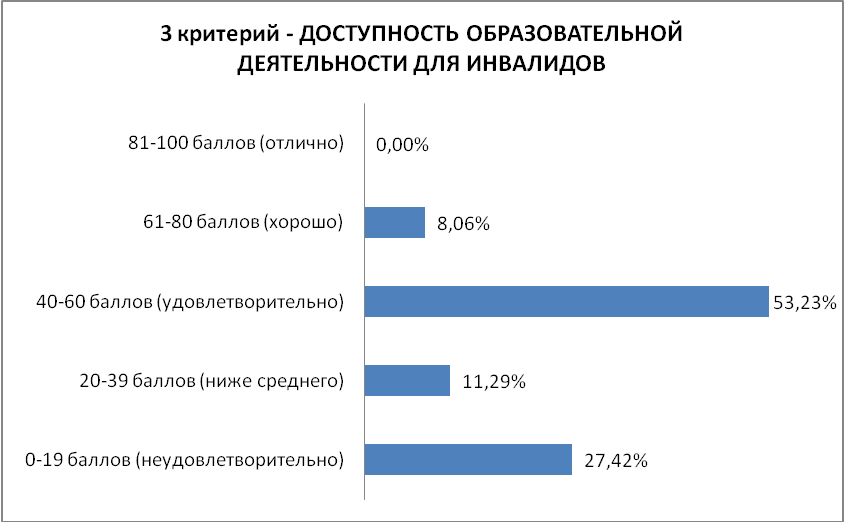 3 критерий - ДОСТУПНОСТЬ ОБРАЗОВАТЕЛЬНОЙ
ДЕЯТЕЛЬНОСТИ ДЛЯ ИНВАЛИДОВ
81-100 баллов (отлично) 0,00%
61-80 баллов (хорошо) 8,06%
40-60 баллов (удовлетворительно) 53,23%
20-39 баллов (ниже среднего) 11,29%
0-19 баллов (неудовлетворительно) 27,42%